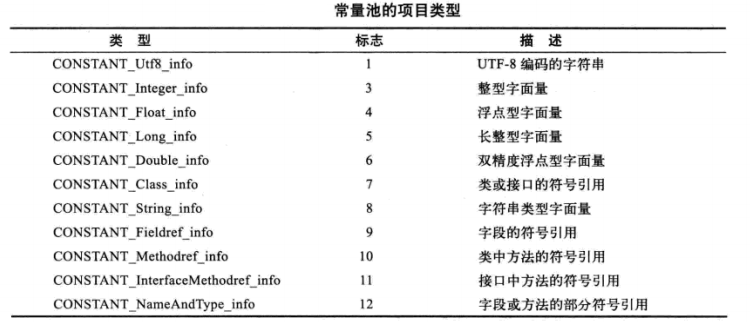 常量池的项目类型
类 型 标志 描 述
CONSTANT_Utf8_info 1 UTF-8 编码的字符串
CONSTANT_Integer_info 3 整型字面量
CONSTANT_Float_info 4 浮点型字面量
CONSTANT_Long_info 5 长整型字面量
CONSTANT_Double_info 6 双精度浮点型字面量
CONSTANT_Class_info 7 类或接口的符号引用
CONSTANT_String_info 8 字符串类型字面量
CONSTANT_Fieldref_info 9 字段的符号引用
CONSTANT_Methodref_info 10 类中方法的符号引用
CONSTANT_InterfaceMethodref_info 11 接口中方法的符号引用
CONSTANT_NameAndType_info 12 字段或方法的部分符号引用